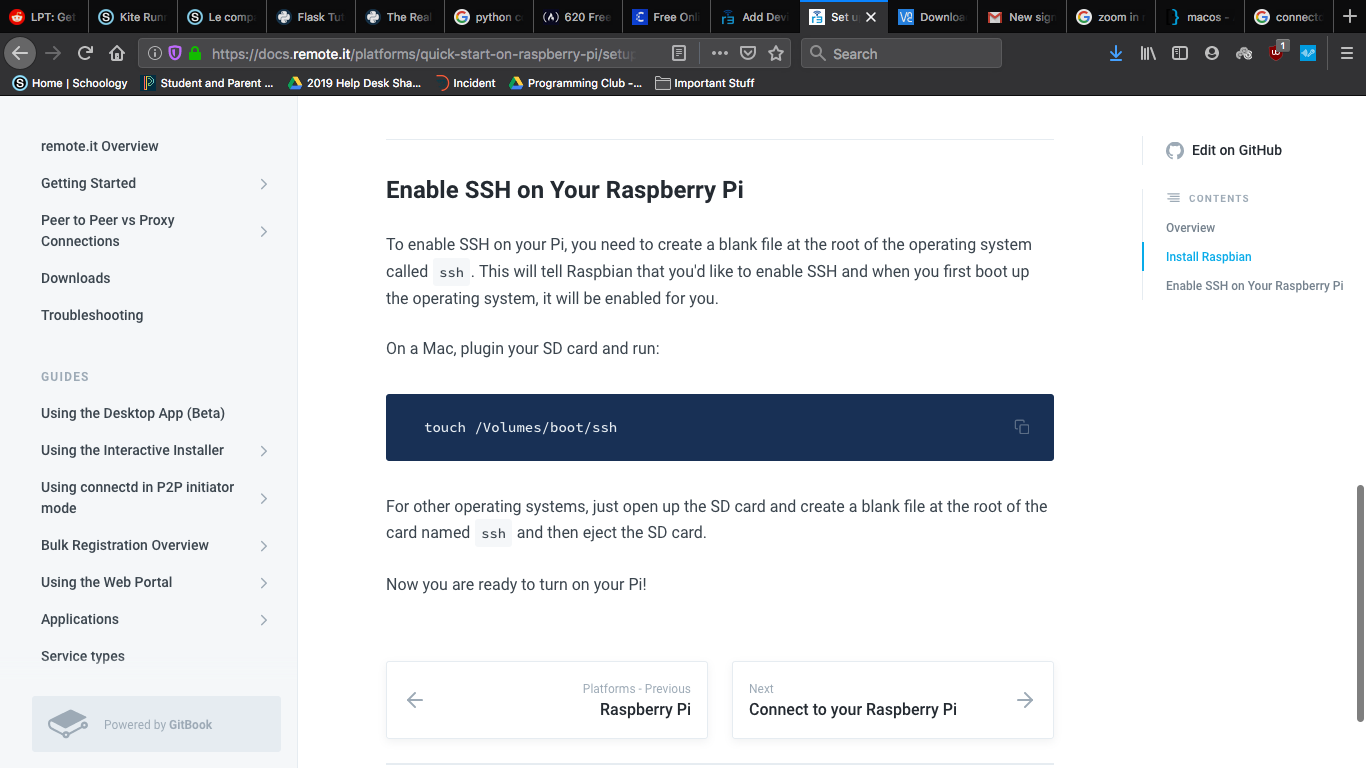 LPT: Get
Kite Runn
Le comp
Flask Tut
The Real
python c
620 Free
Free Onl
Add Devi
Set u
Downloa
New sign
zoom in
macos -
connecto
https://docs.remote.it/platforms/quick-start-on-raspberry-pi/setup
Search
1
Home | Schoology
Student and Parent ...
2019 Help Desk Sha...
Incident
Programming Club -...
Important Stuff
remote.it Overview
Getting Started
Peer to Peer vs Proxy
Connections
Downloads
Troubleshooting
GUIDES
Using the Desktop App (Beta)
Using the Interactive Installer
Using connectd in P2P initiator
mode
Bulk Registration Overview
Using the Web Portal
Applications
Service types
Powered by GitBook
Enable SSH on Your Raspberry Pi
To enable SSH on your Pi, you need to create a blank file at the root of the operating system
called ssh . This will tell Raspbian that you'd like to enable SSH and when you first boot up
the operating system, it will be enabled for you.
On a Mac, plugin your SD card and run:
touch /Volumes/boot/ssh
For other operating systems, just open up the SD card and create a blank file at the root of the
card named ssh and then eject the SD card.
Now you are ready to turn on your Pi!
Platforms - Previous
Raspberry Pi
Next
Connect to your Raspberry Pi
Edit on GitHub
CONTENTS
Overview
Install Raspbian
Enable SSH on Your Raspberry Pi